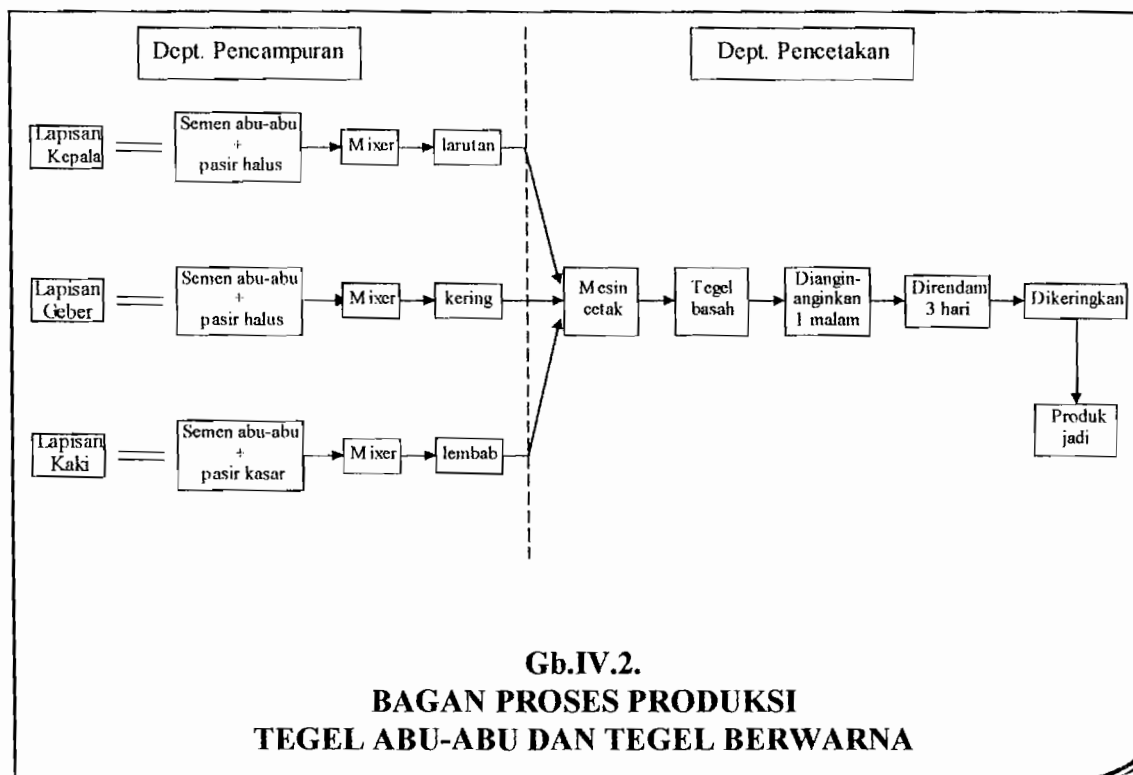 Dept. Pencampuran
Dept. Pencetakan
Lapisan
Kepala
Semen abu-abu
+
pasir halus
Mixer
larutan
Lapisan
Geber
Semen abu-abu
+
pasir halus
Mixer
kering
Mesin
cetak
Tegel
basah
Diangin-
anginkan
1 malam
Direndam
3 hari
Dikeringkan
Produk
jadi
Lapisan
Kaki
Semen abu-abu
+
pasir kasar
Mixer
lembab
Gb.IV.2.
BAGAN PROSES PRODUKSI
TEGEL ABU-ABU DAN TEGEL BERWARNA